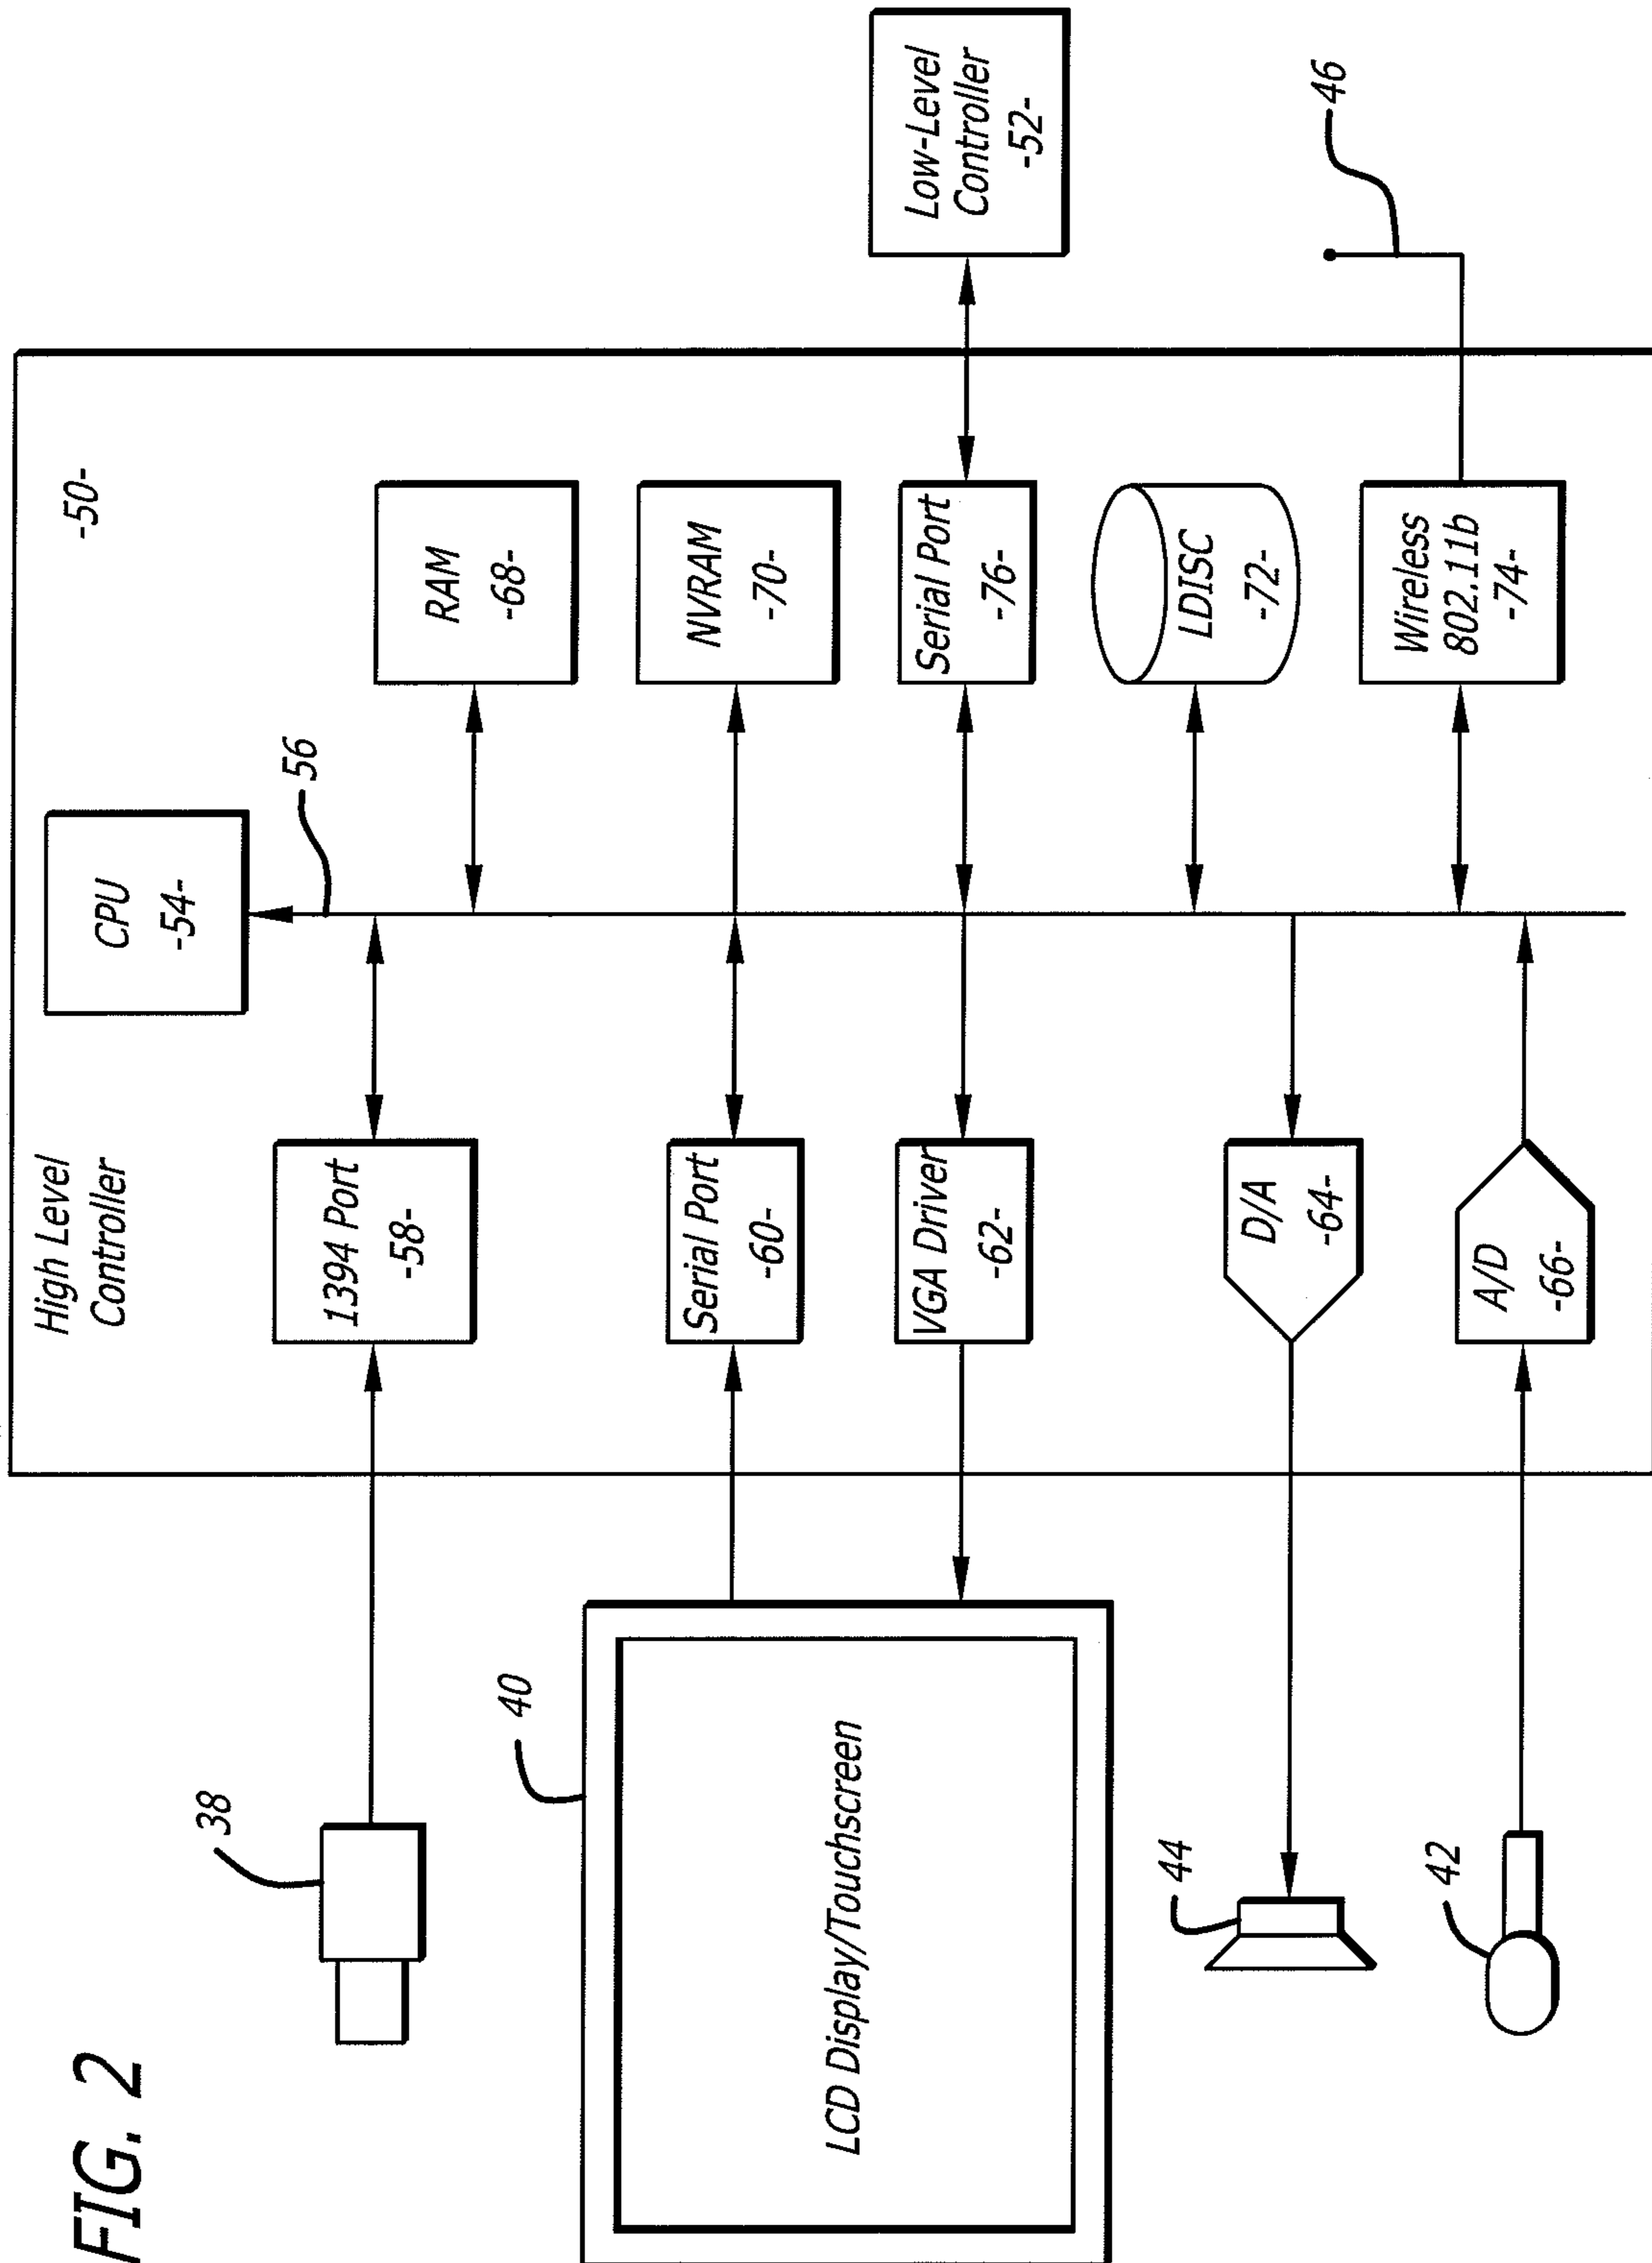 FIG. 2
High Level
Controller
-50-
CPU
-54-
56
38
1394 Port
-58-
RAM
-68-
40
LCD Display/Touchscreen
Serial Port
-60-
NVRAM
-70-
VGA Driver
-62-
Serial Port
-76-
Low-Level
Controller
-52-
44
D/A
-64-
LDISC
-72-
42
A/D
-66-
Wireless
802.11b
-74-
46